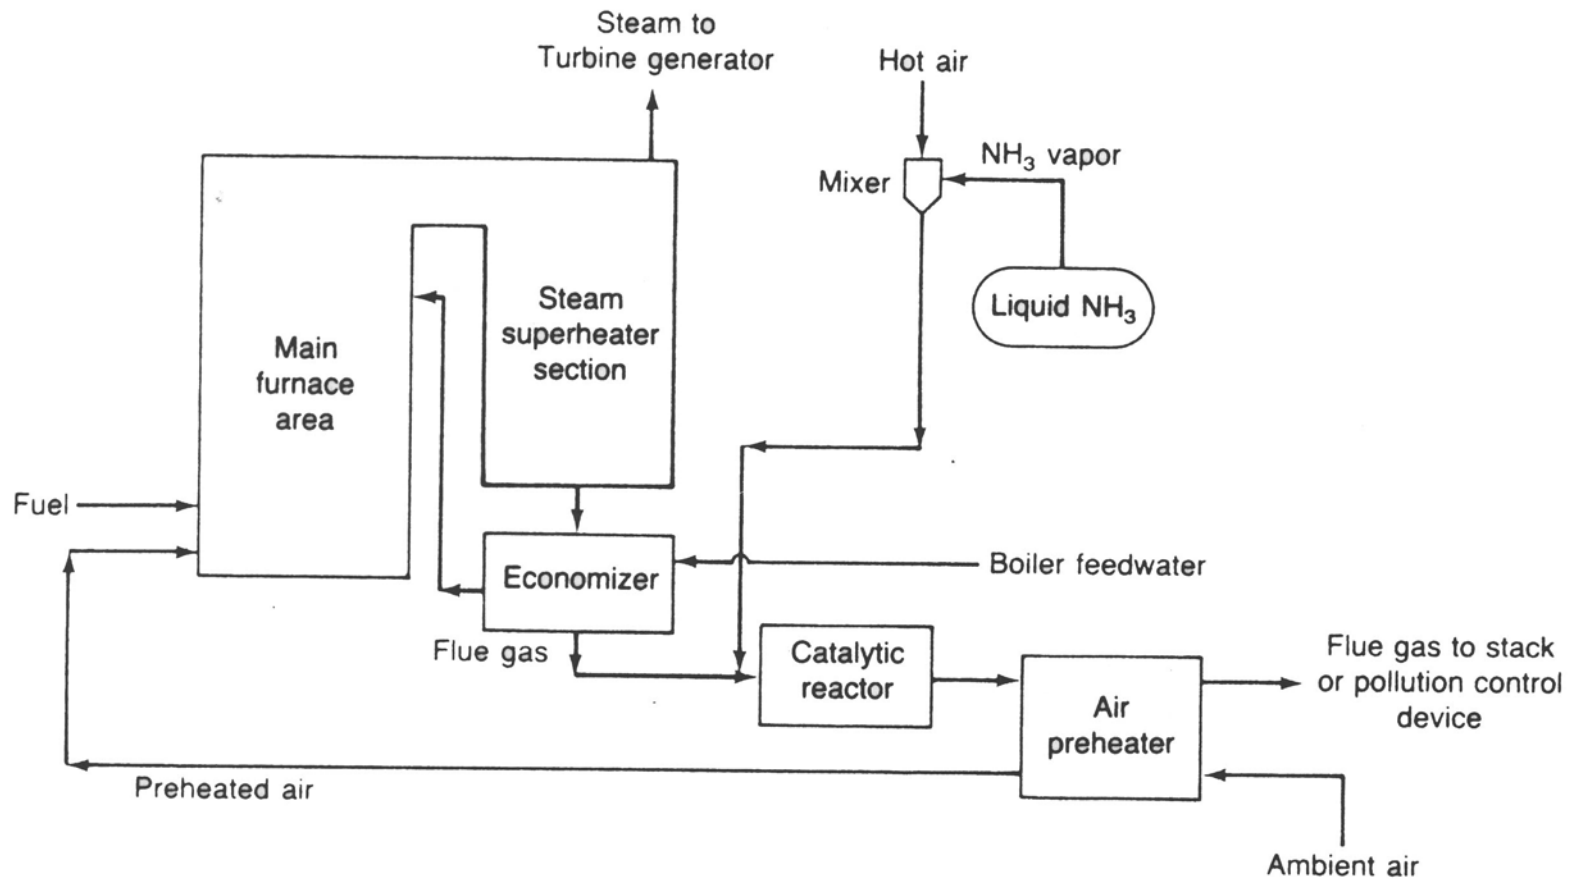 Steam to
Turbine generator
Hot air
NH₃ vapor
Mixer
Liquid NH₃
Steam
superheater
section
Main
furnace
area
Fuel
Economizer
Boiler feedwater
Flue gas
Catalytic
reactor
Flue gas to stack
or pollution control
device
Air
preheater
Preheated air
Ambient air